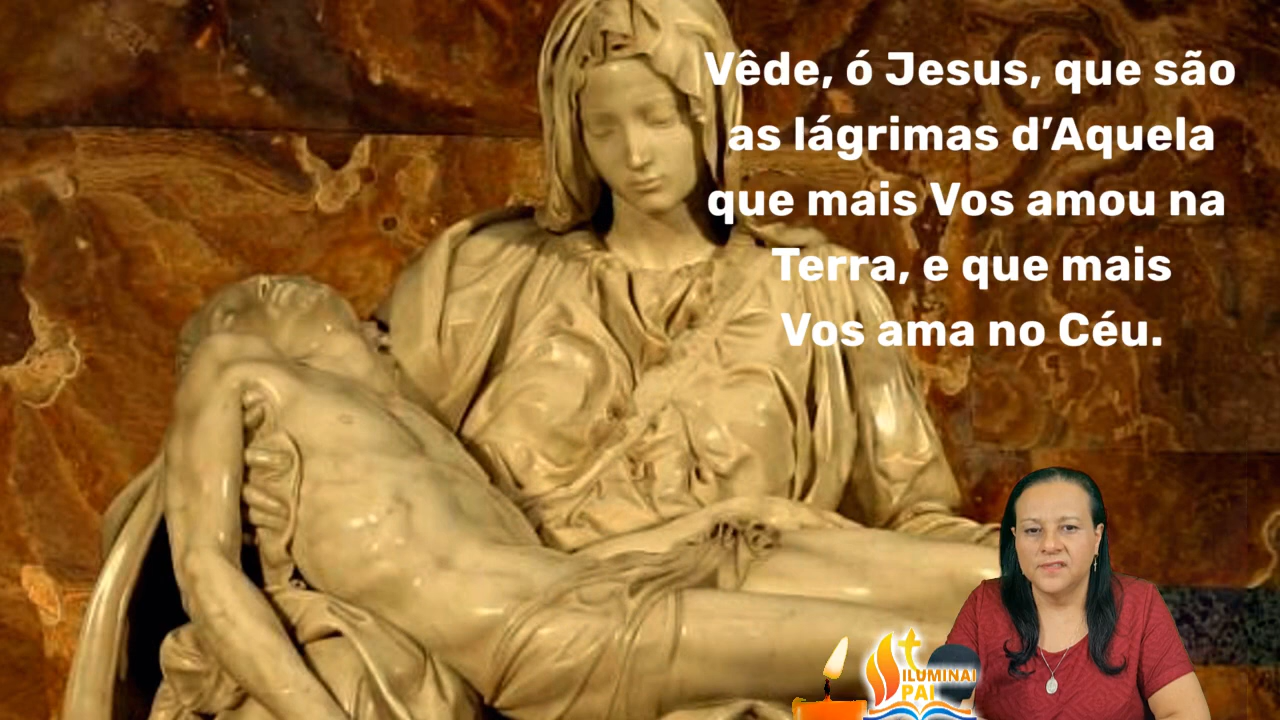 Vêde, ó Jesus, que são
as lágrimas d’Aquela
que mais Vos amou na
Terra, e que mais
Vos ama no Céu.
ILUMINAI
PAI